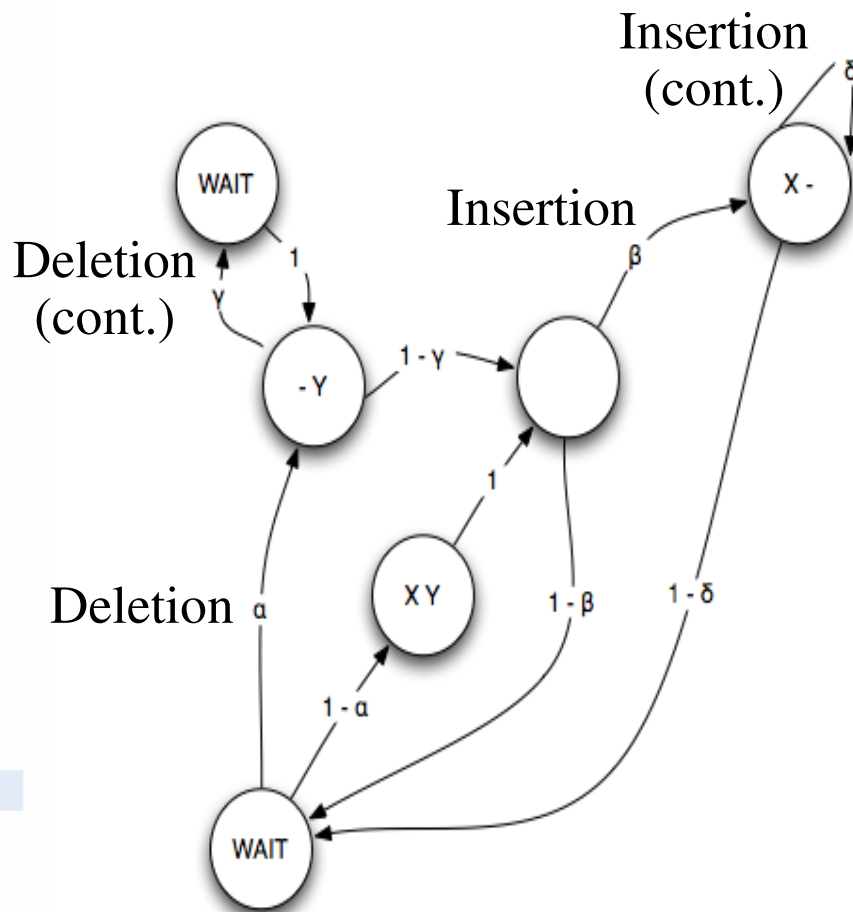 Insertion
(cont.)
δ
WAIT
X -
Insertion
Deletion
(cont.)
1
β
γ
- Y
1 - γ
1
X Y
Deletion
α
1 - β
1 - δ
1 - α
WAIT